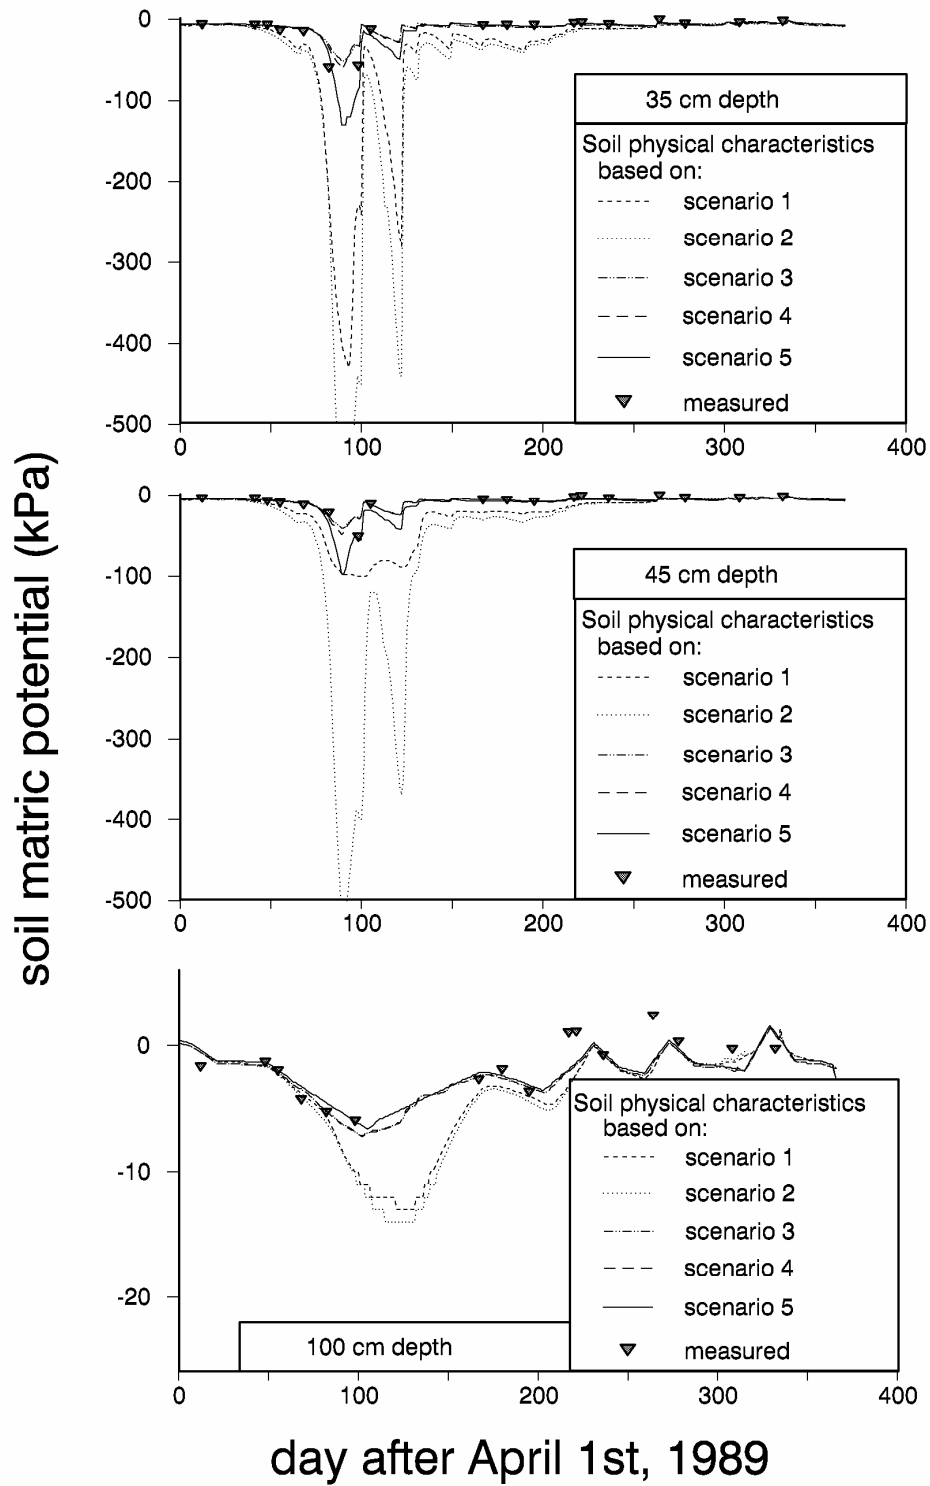 soil matric potential (kPa)
0
-100
-200
-300
-400
-500
0
100
200
300
400
35 cm depth
Soil physical characteristics
based on:
scenario 1
scenario 2
scenario 3
scenario 4
scenario 5
measured
0
-100
-200
-300
-400
-500
0
100
200
300
400
45 cm depth
Soil physical characteristics
based on:
scenario 1
scenario 2
scenario 3
scenario 4
scenario 5
measured
0
-10
-20
0
100
200
300
400
100 cm depth
Soil physical characteristics
based on:
scenario 1
scenario 2
scenario 3
scenario 4
scenario 5
measured
day after April 1st, 1989